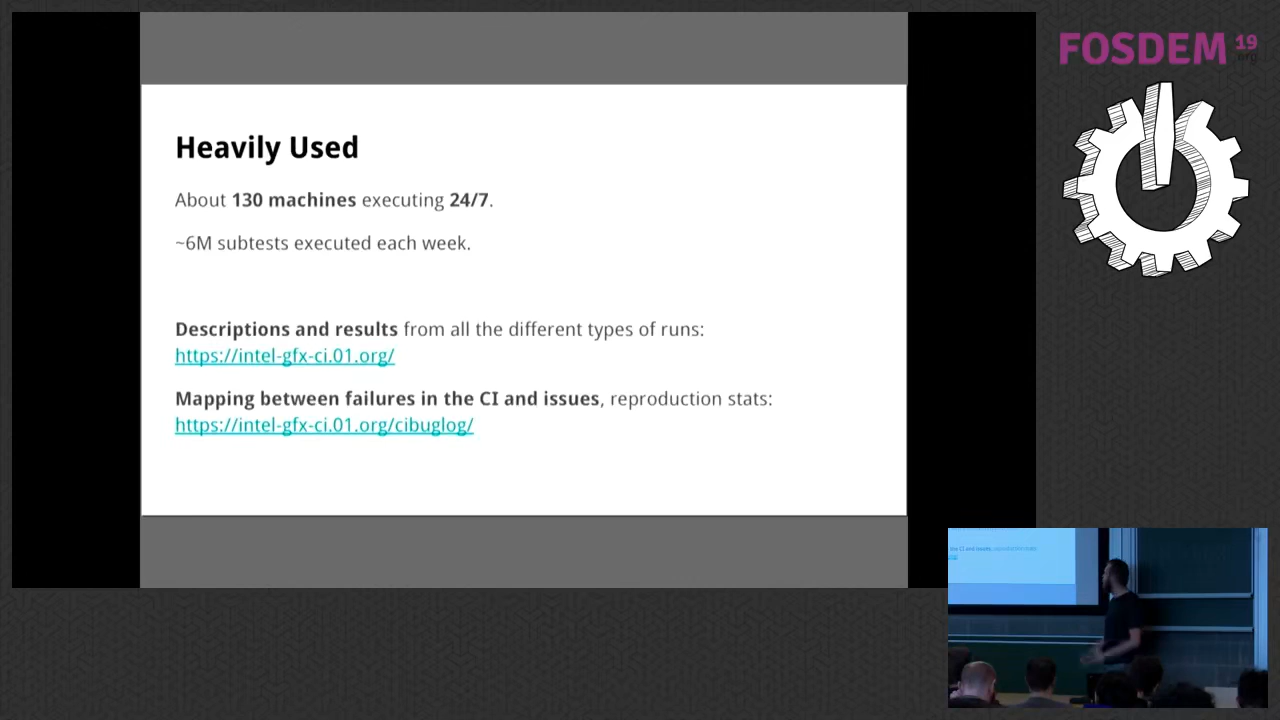 FOSDEM 19
.org
Heavily Used
About 130 machines executing 24/7.
~6M subtests executed each week.
Descriptions and results from all the different types of runs:
https://intel-gfx-ci.01.org/
Mapping between failures in the CI and issues, reproduction stats:
https://intel-gfx-ci.01.org/cibuglog/